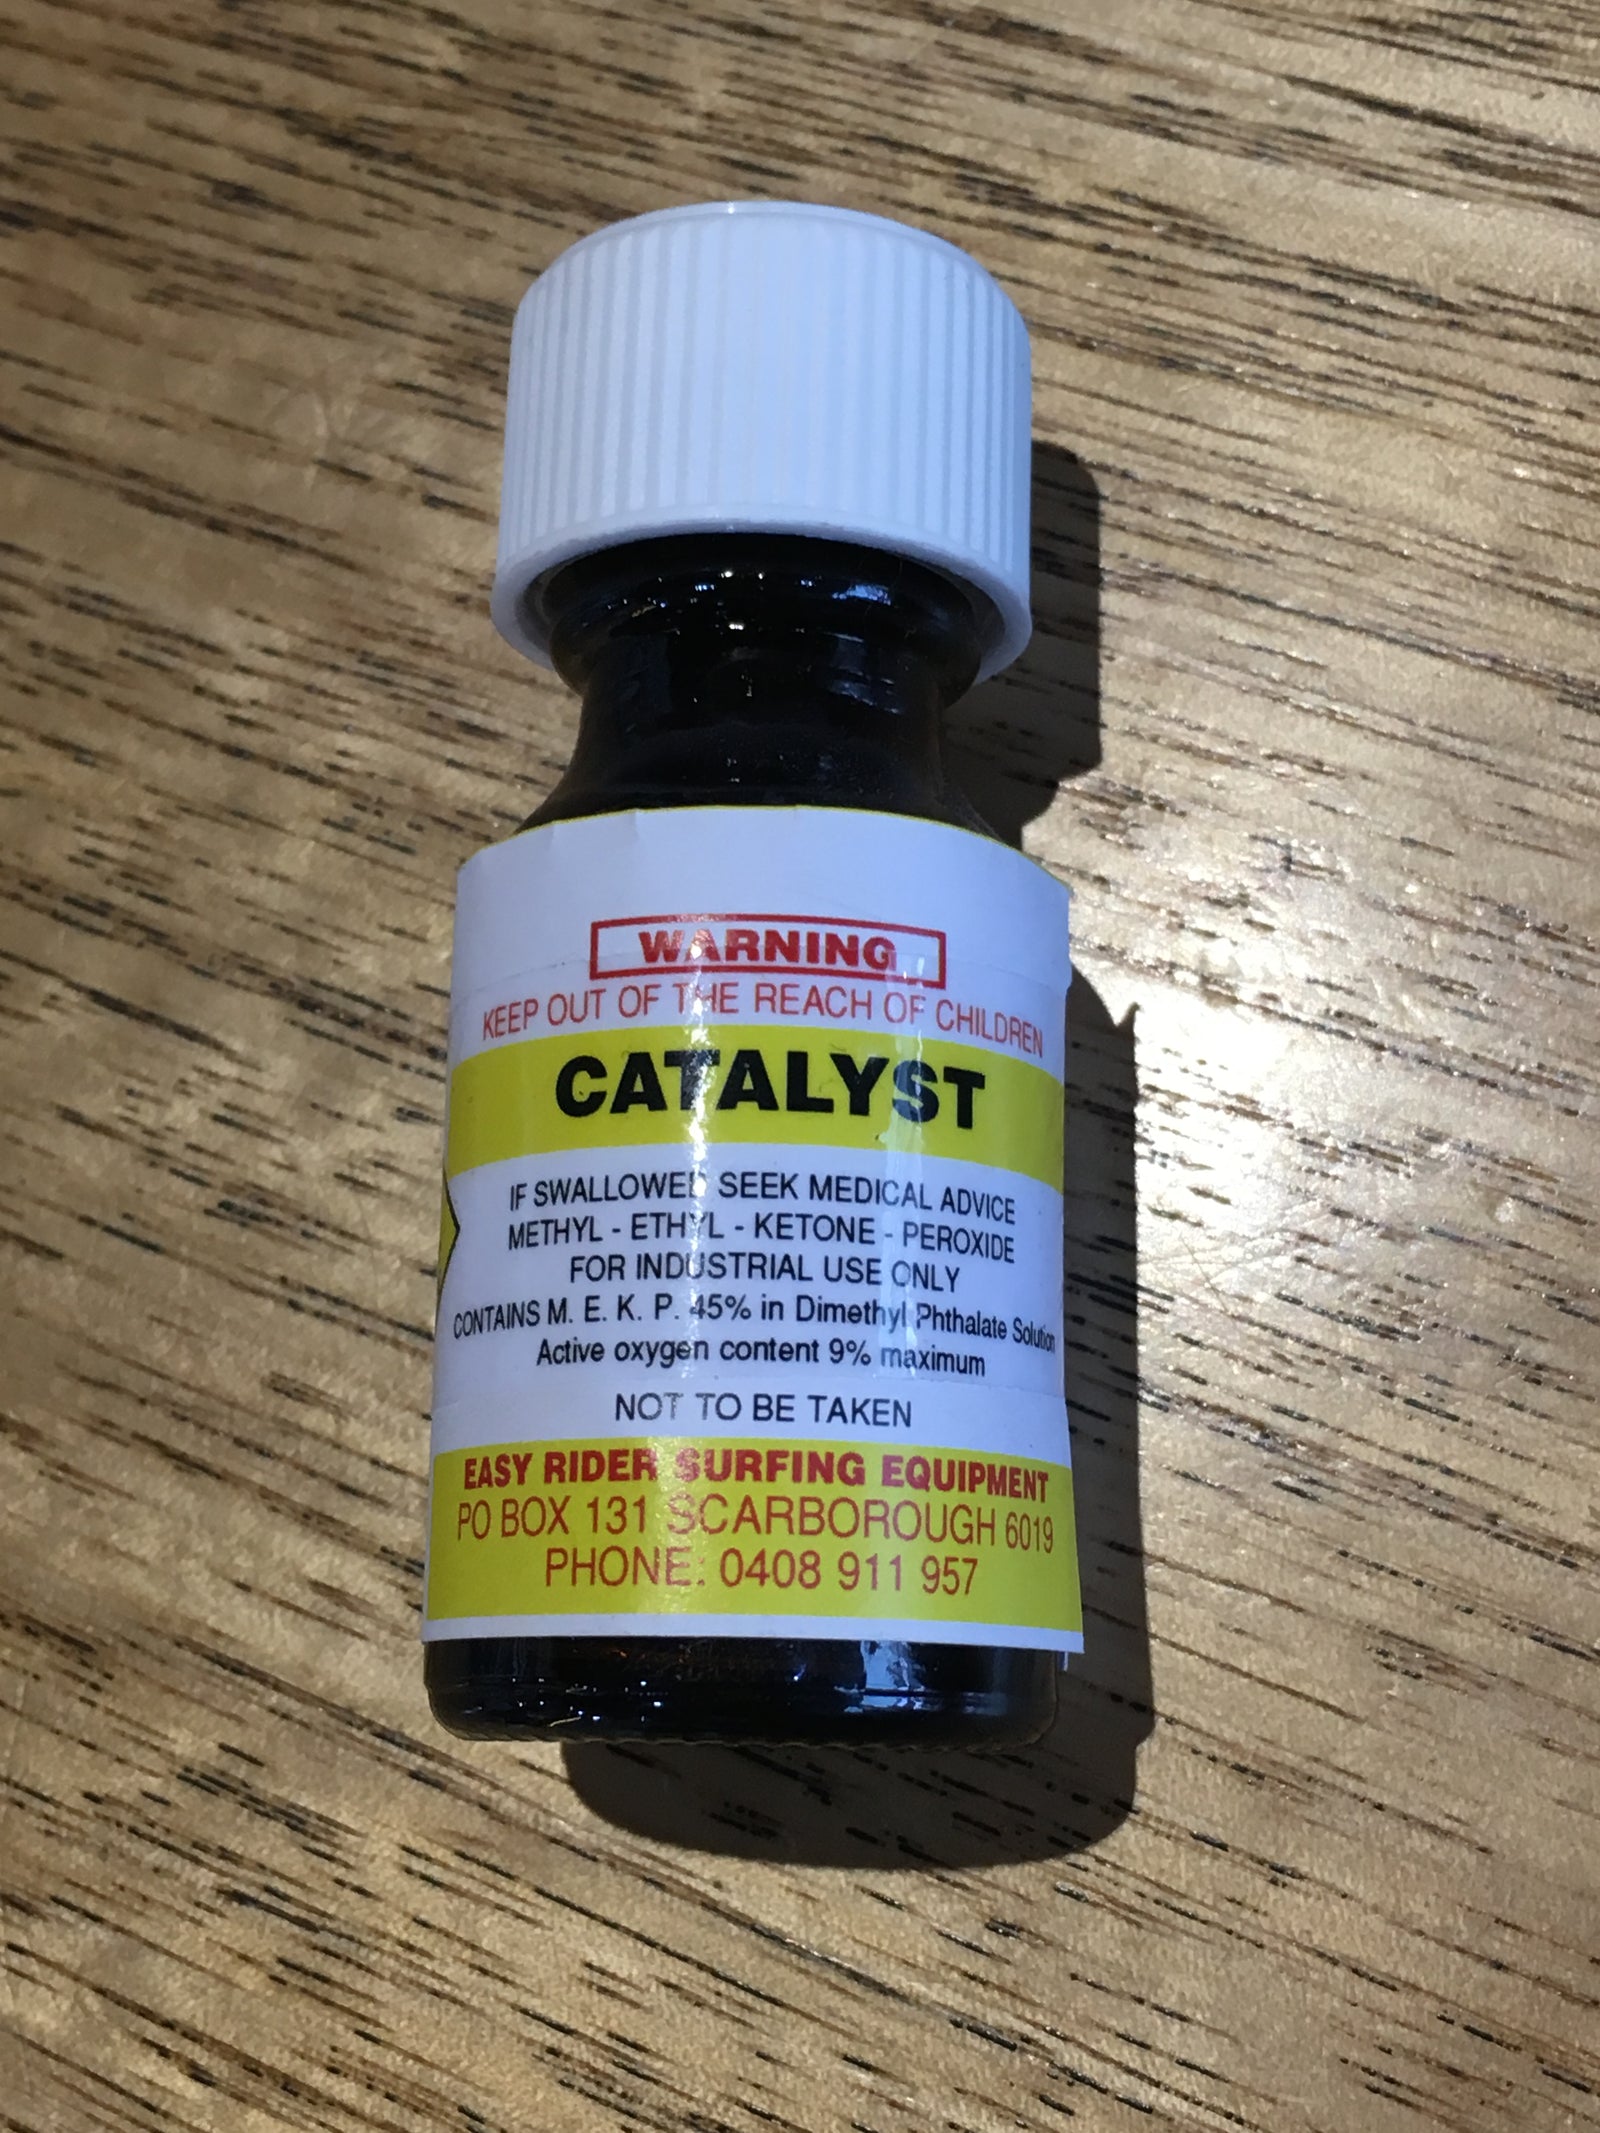 WARNING
KEEP OUT OF THE REACH OF CHILDREN
CATALYST
IF SWALLOWED SEEK MEDICAL ADVICE
METHYL - ETHYL - KETONE - PEROXIDE
FOR INDUSTRIAL USE ONLY
CONTAINS M. E. K. P. 45% in Dimethyl Phthalate Solution
Active oxygen content 9% maximum
NOT TO BE TAKEN
EASY RIDER SURFING EQUIPMENT
PO BOX 131 SCARBOROUGH 6019
PHONE: 0408 911 957